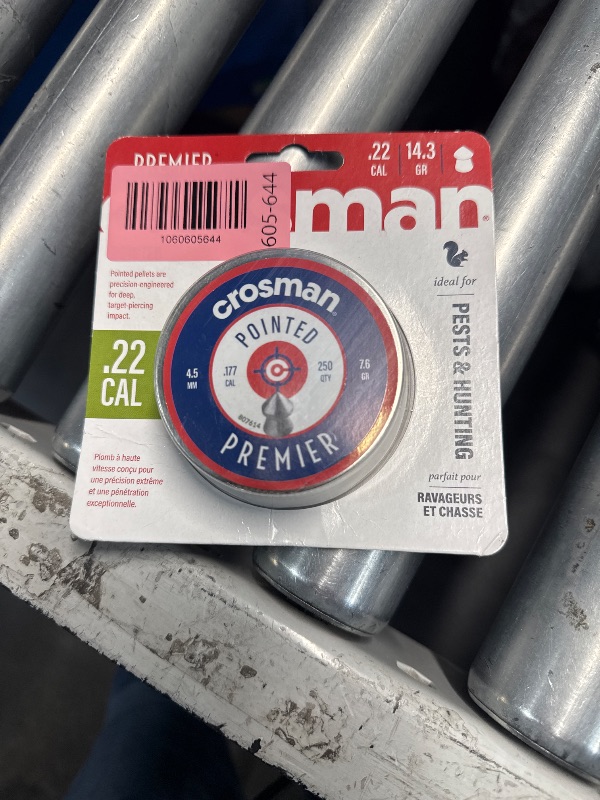 PREMIER
.22 CAL
14.3 GR
man
1060605644
605-644
Pointed pellets are
precision-engineered
for deep,
target-piercing
impact.
.22
CAL
Plomb à haute
vitesse conçu pour
une précision extrême
et une pénétration
exceptionnelle.
crosman
POINTED
4.5
MM
.177
CAL
250
QTY
7.6
GR
607614
PREMIER
ideal for
PESTS & HUNTING
parfait pour
RAVAGEURS
ET CHASSE